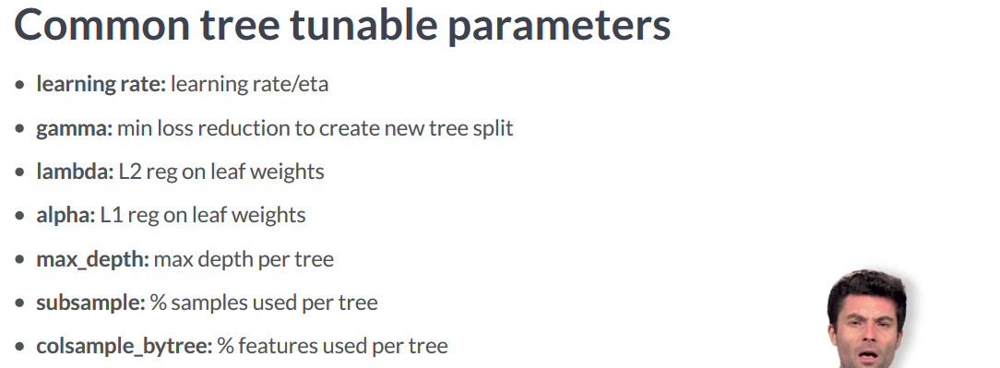 Common tree tunable parameters
• learning rate: learning rate/eta
• gamma: min loss reduction to create new tree split
• lambda: L2 reg on leaf weights
• alpha: L1 reg on leaf weights
• max_depth: max depth per tree
• subsample: % samples used per tree
• colsample_bytree: % features used per tree